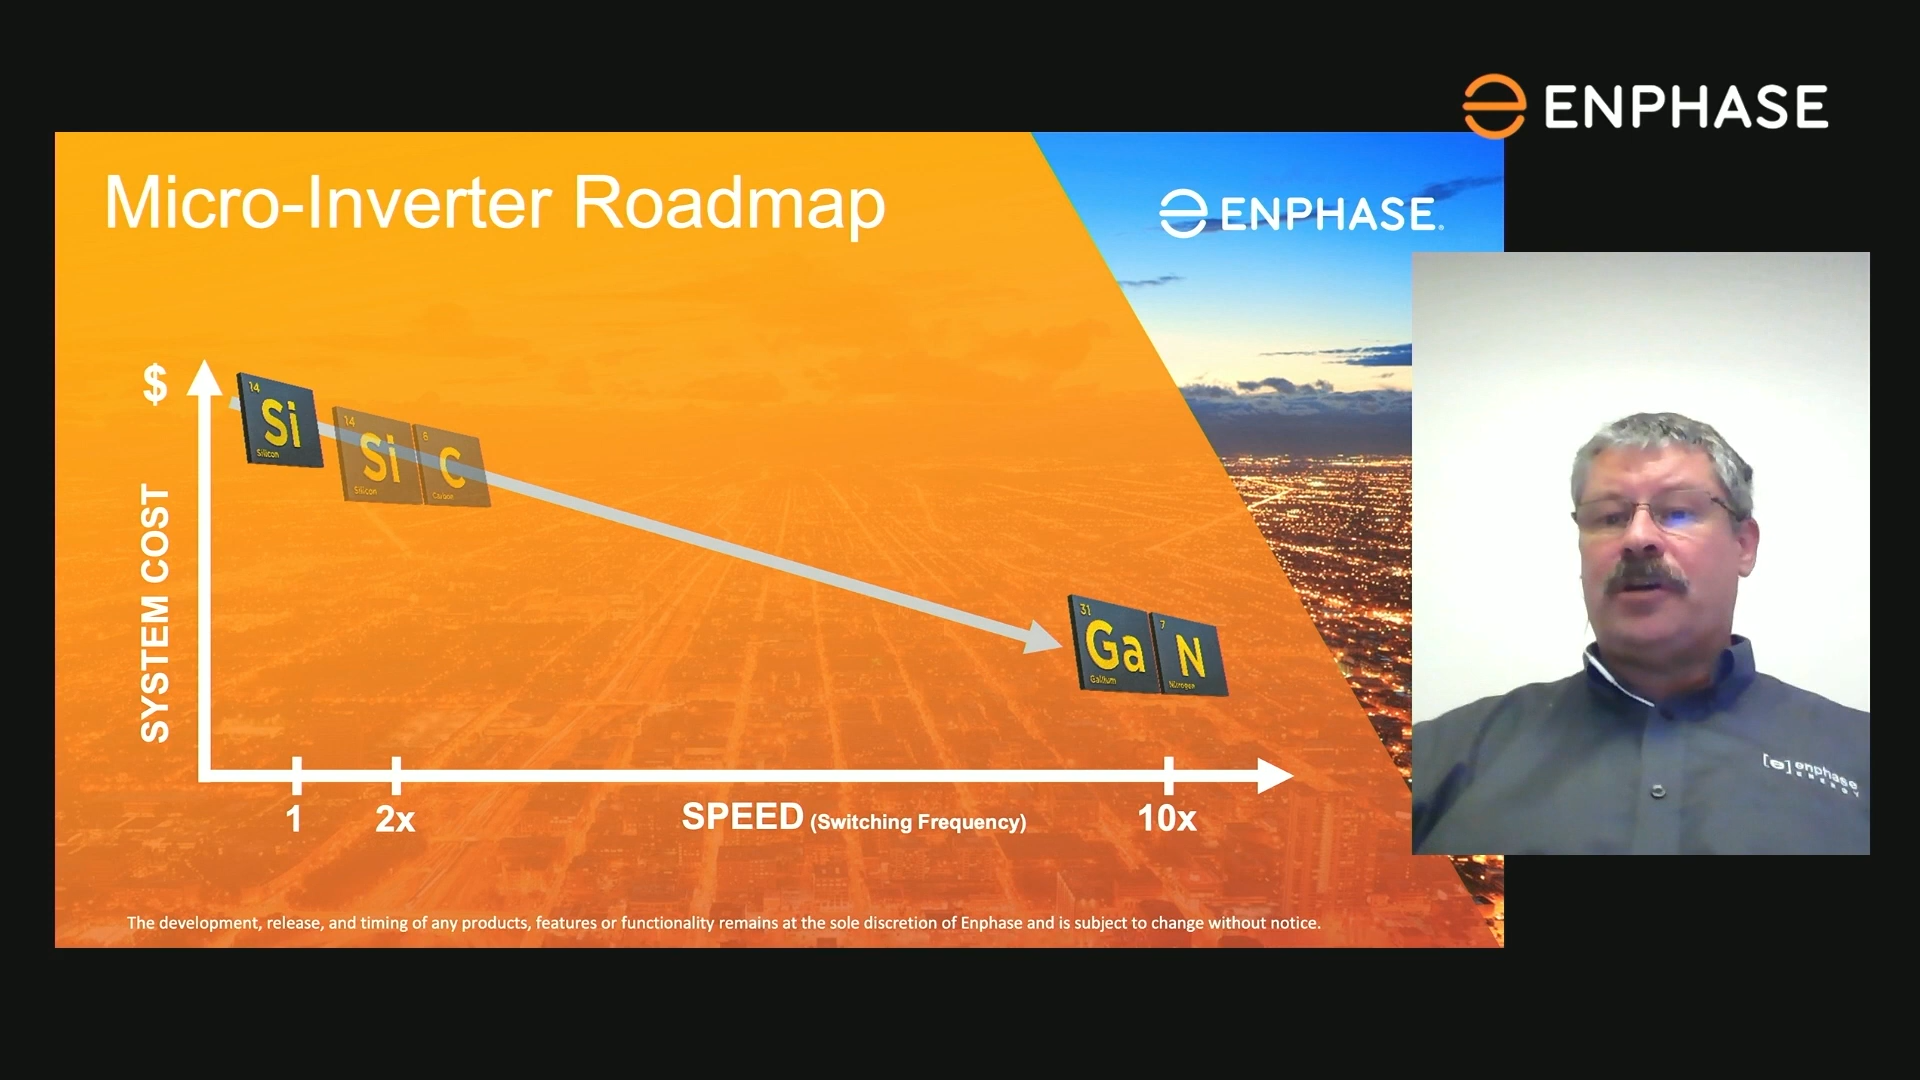 ENPHASE
Micro-Inverter Roadmap
ENPHASE
$
SYSTEM COST
14
Si
Silicon
14
Si
Silicon
6
C
Carbon
31
Ga
Gallium
7
N
Nitrogen
1
2x
SPEED (Switching Frequency)
10x
[e] enphase
ENERGY
The development, release, and timing of any products, features or functionality remains at the sole discretion of Enphase and is subject to change without notice.